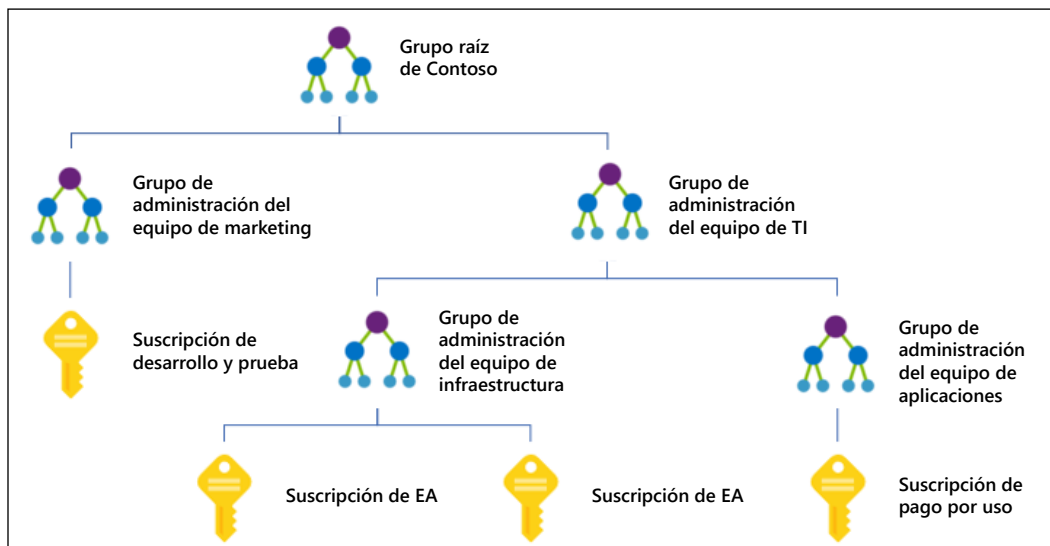 Grupo raíz
de Contoso
Grupo de
administración del
equipo de marketing
Grupo de
administración
del equipo de TI
Suscripción de
desarrollo y prueba
Grupo de
administración
del equipo de
infraestructura
Grupo de
administración
del equipo de
aplicaciones
Suscripción de EA
Suscripción de EA
Suscripción de
pago por uso